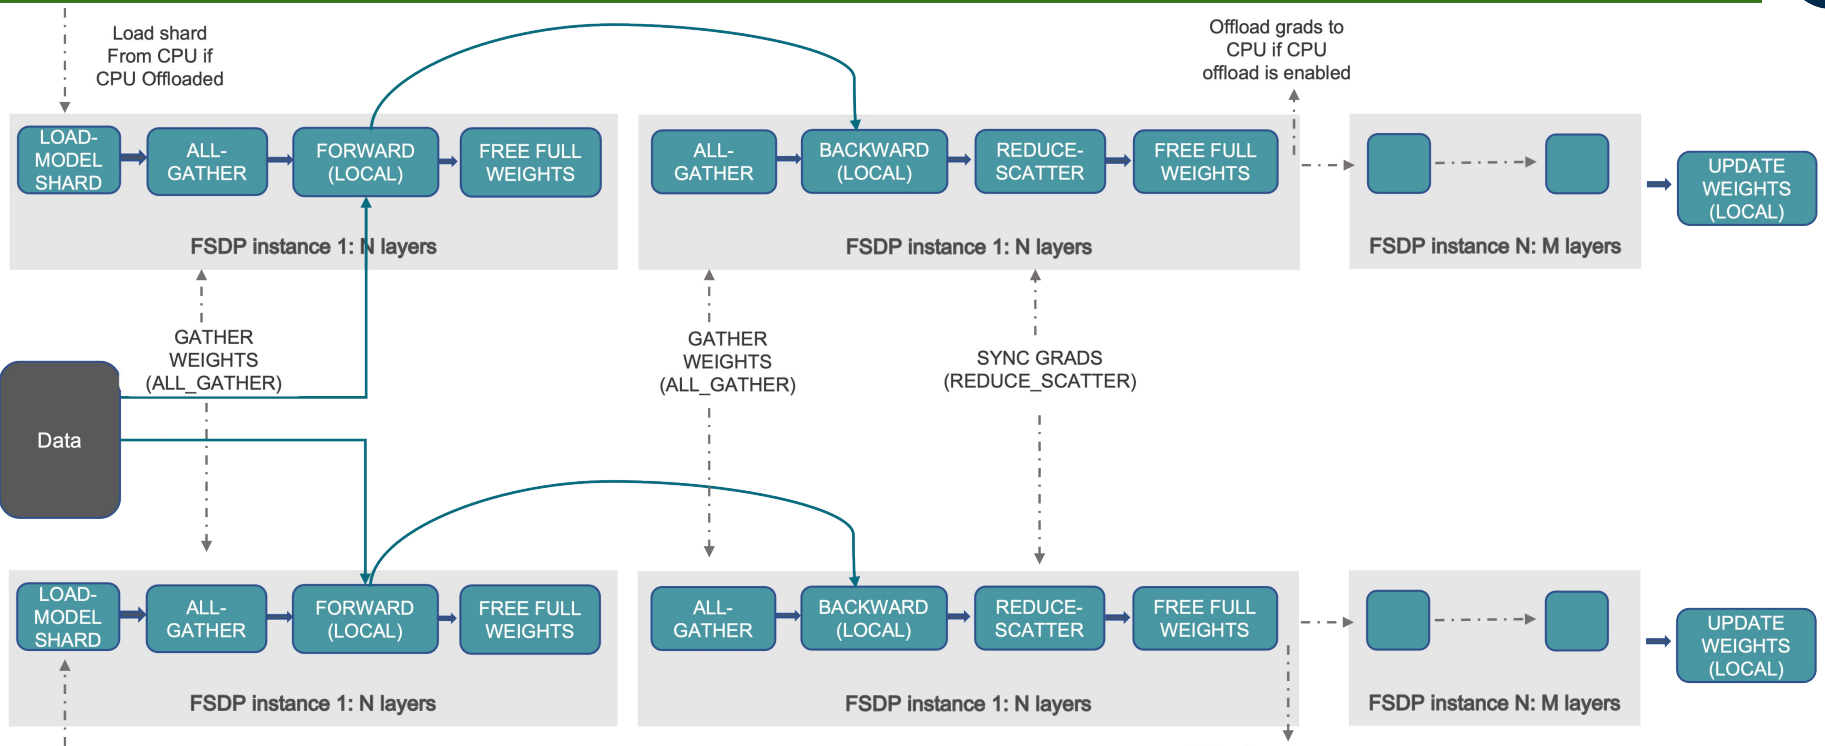 Load shard
From CPU if
CPU Offloaded
Offload grads to
CPU if CPU
offload is enabled
LOAD-
MODEL
SHARD
ALL-
GATHER
FORWARD
(LOCAL)
FREE FULL
WEIGHTS
FSDP instance 1: N layers
ALL-
GATHER
BACKWARD
(LOCAL)
REDUCE-
SCATTER
FREE FULL
WEIGHTS
FSDP instance 1: N layers
FSDP instance N: M layers
UPDATE
WEIGHTS
(LOCAL)
GATHER
WEIGHTS
(ALL_GATHER)
GATHER
WEIGHTS
(ALL_GATHER)
SYNC GRADS
(REDUCE_SCATTER)
Data
LOAD-
MODEL
SHARD
ALL-
GATHER
FORWARD
(LOCAL)
FREE FULL
WEIGHTS
FSDP instance 1: N layers
ALL-
GATHER
BACKWARD
(LOCAL)
REDUCE-
SCATTER
FREE FULL
WEIGHTS
FSDP instance 1: N layers
FSDP instance N: M layers
UPDATE
WEIGHTS
(LOCAL)